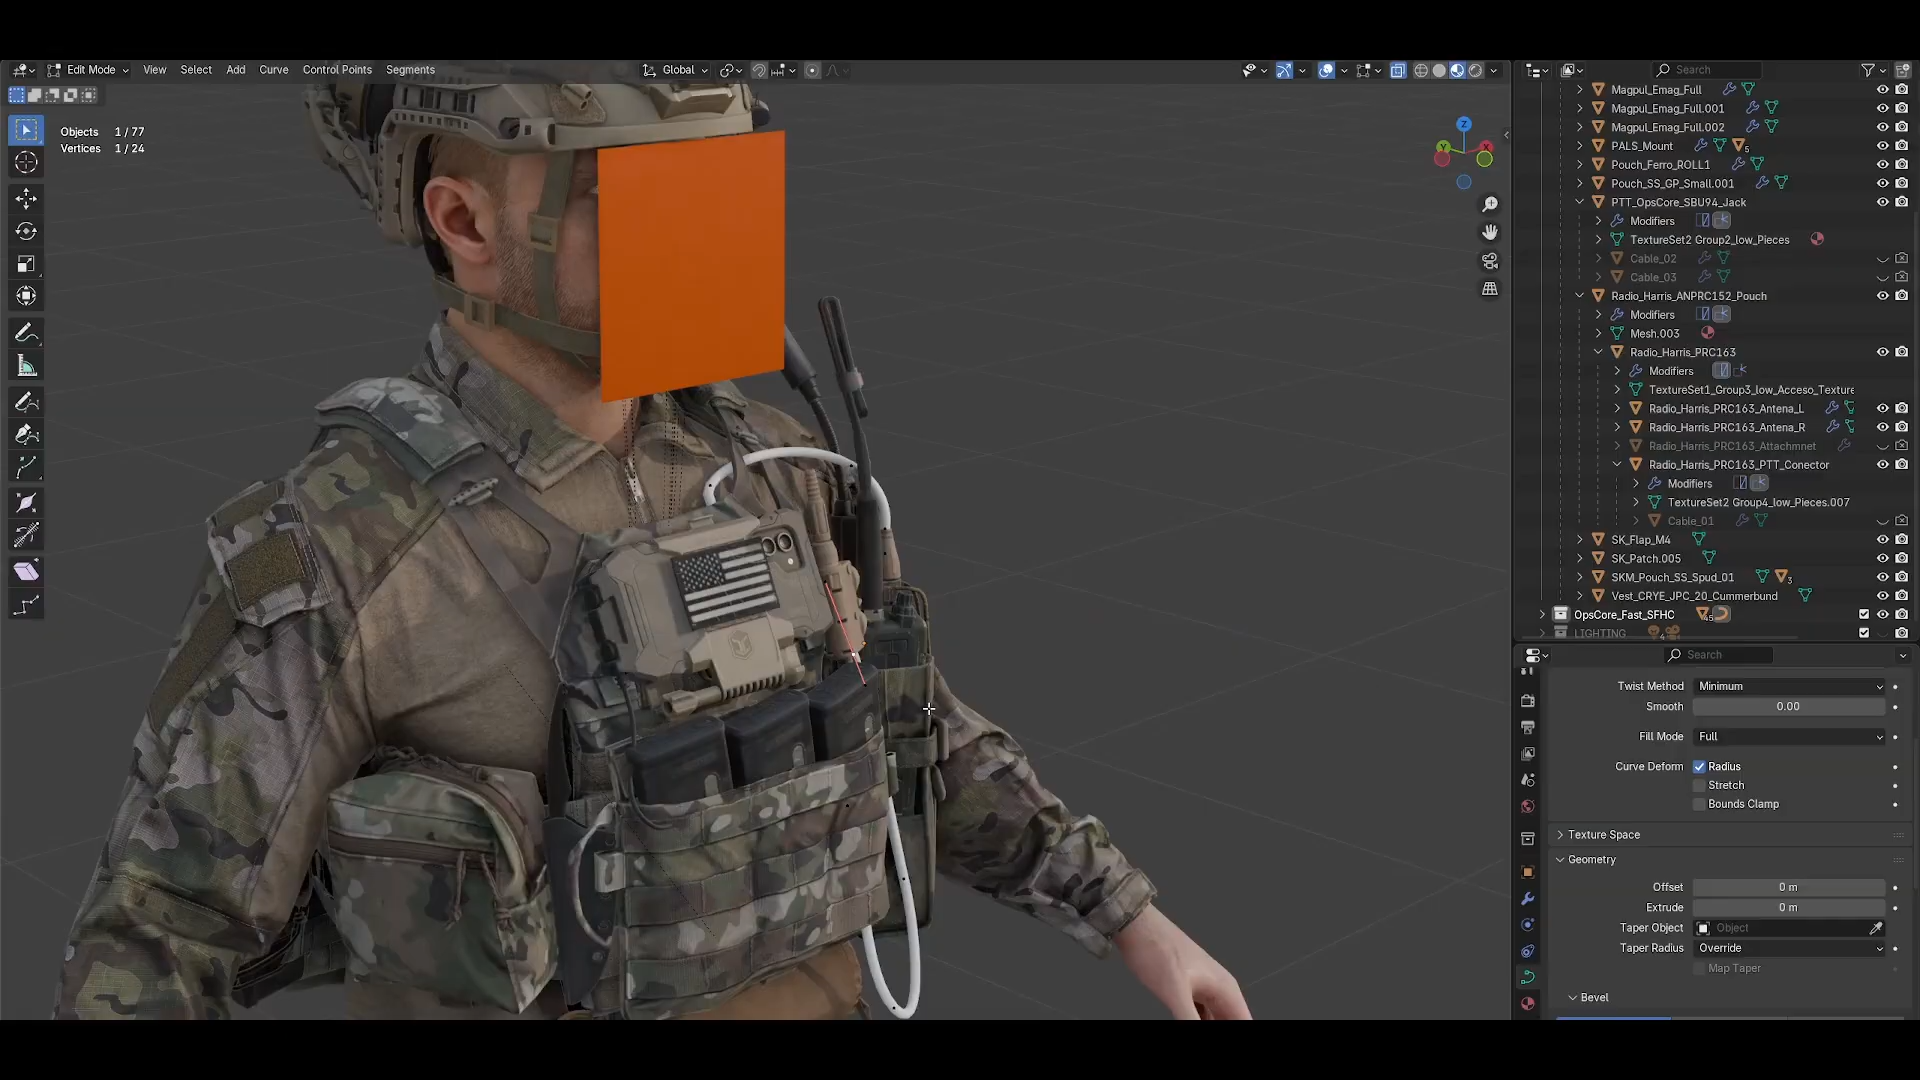 Edit Mode View Select Add Curve Control Points Segments Global Search
Objects 1 / 77
Vertices 1 / 24
Z
Y
X
Magpul_Emag_Full
Magpul_Emag_Full.001
Magpul_Emag_Full.002
PALS_Mount 5
Pouch_Ferro_ROLL1
Pouch_SS_GP_Small.001
PTT_OpsCore_SBU94_Jack
Modifiers
TextureSet2 Group2_low_Pieces
Cable_02
Cable_03
Radio_Harris_ANPRC152_Pouch
Modifiers
Mesh.003
Radio_Harris_PRC163
Modifiers
TextureSet1_Group3_low_Acceso_Texture
Radio_Harris_PRC163_Antena_L
Radio_Harris_PRC163_Antena_R
Radio_Harris_PRC163_Attachmnet
Radio_Harris_PRC163_PTT_Conector
Modifiers
TextureSet2 Group4_low_Pieces.007
Cable_01
SK_Flap_M4
SK_Patch.005
SKM_Pouch_SS_Spud_01 3
Vest_CRYE_JPC_20_Cummerbund
OpsCore_Fast_SFHC 45
LIGHTING 4
Search
Twist Method Minimum
Smooth 0.00
Fill Mode Full
Curve Deform Radius
Stretch
Bounds Clamp
Texture Space
Geometry
Offset 0 m
Extrude 0 m
Taper Object Object
Taper Radius Override
Map Taper
Bevel